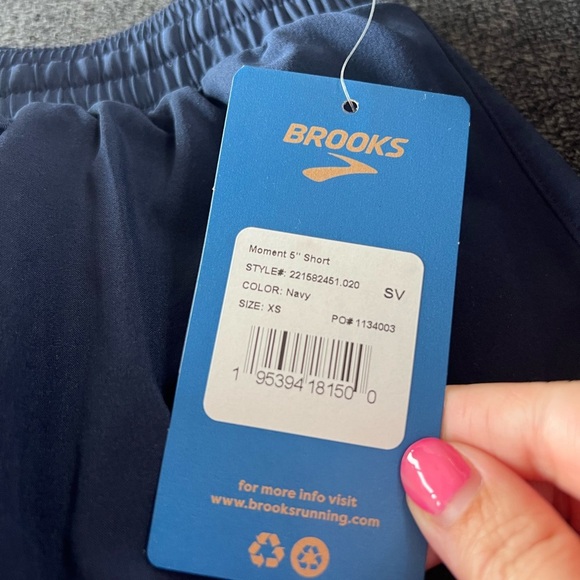 BROOKS
Moment 5" Short
STYLE#: 221582451.020
SV
COLOR: Navy
SIZE: XS
PO# 1134003
1 95394 18150 0
for more info visit
www.brooksrunning.com